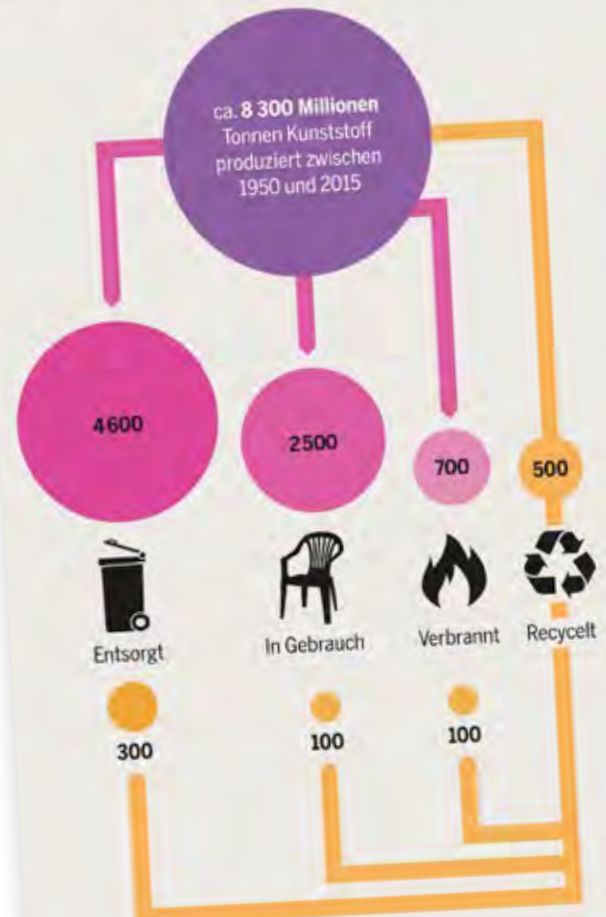 ca. 8 300 Millionen
Tonnen Kunststoff
produziert zwischen
1950 und 2015
4600
2500
700
500
Entsorgt
In Gebrauch
Verbrannt
Recycelt
300
100
100